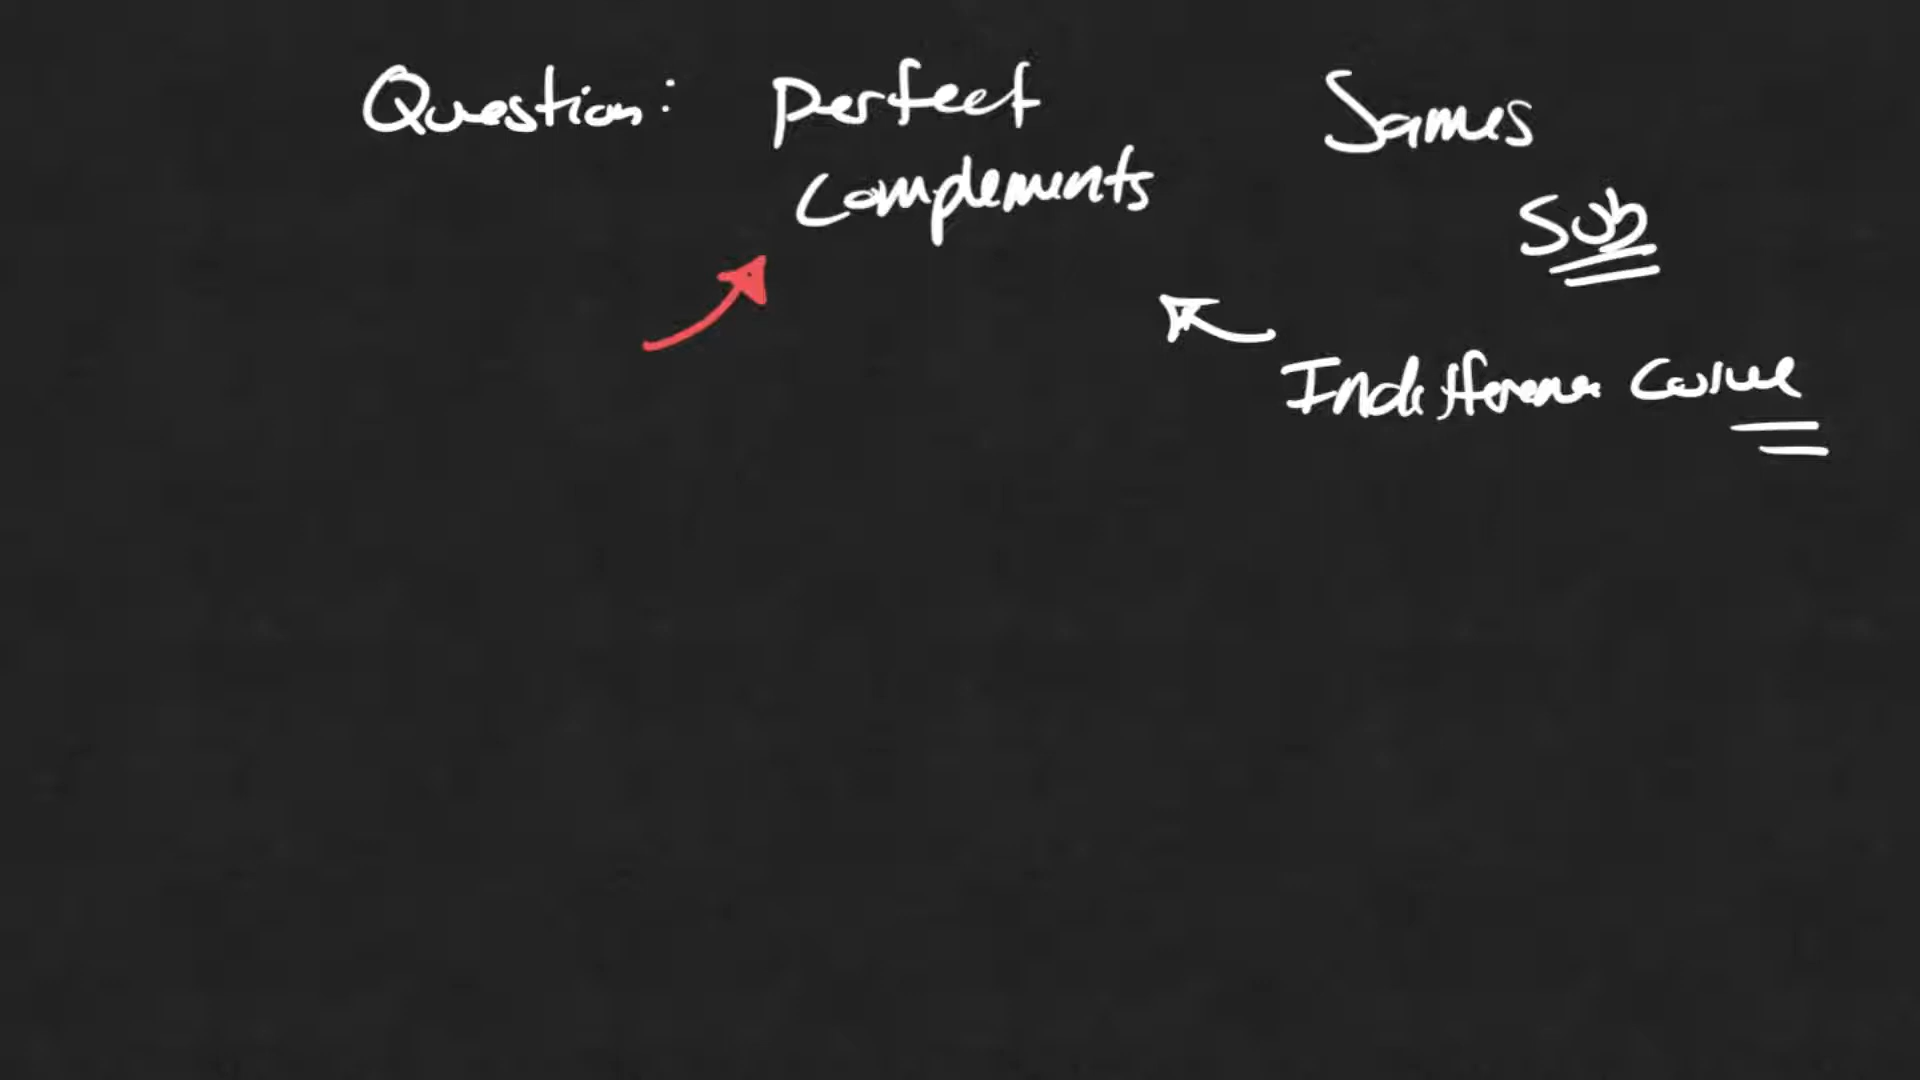 Question: Perfect
Complements
James
Sub
Indifference Curve